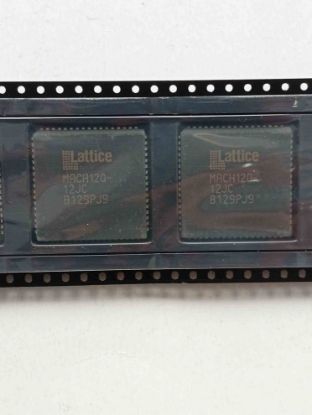 Lattice
MACH120-
12JC
B129PJ9
Lattice
MACH120-
12JC
B129PJ9